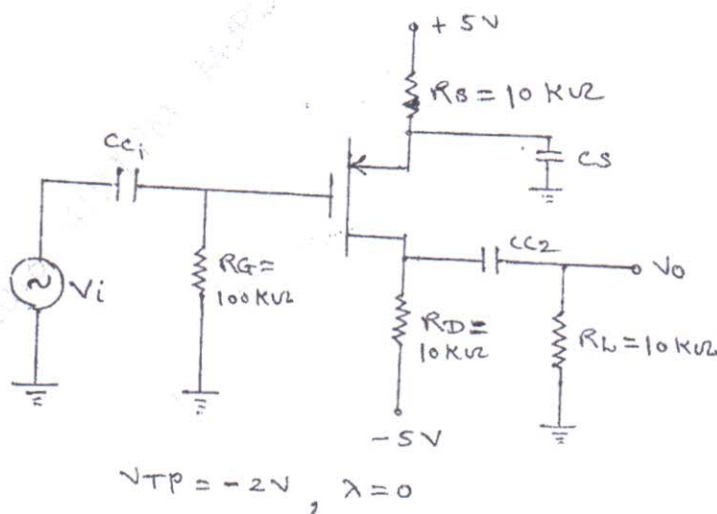 +5V
RS = 10 KΩ
CC1
CS
CC2
Vo
Vi
RG =
100 KΩ
RD =
10 KΩ
RL = 10 KΩ
-5V
VTP = -2V , λ = 0